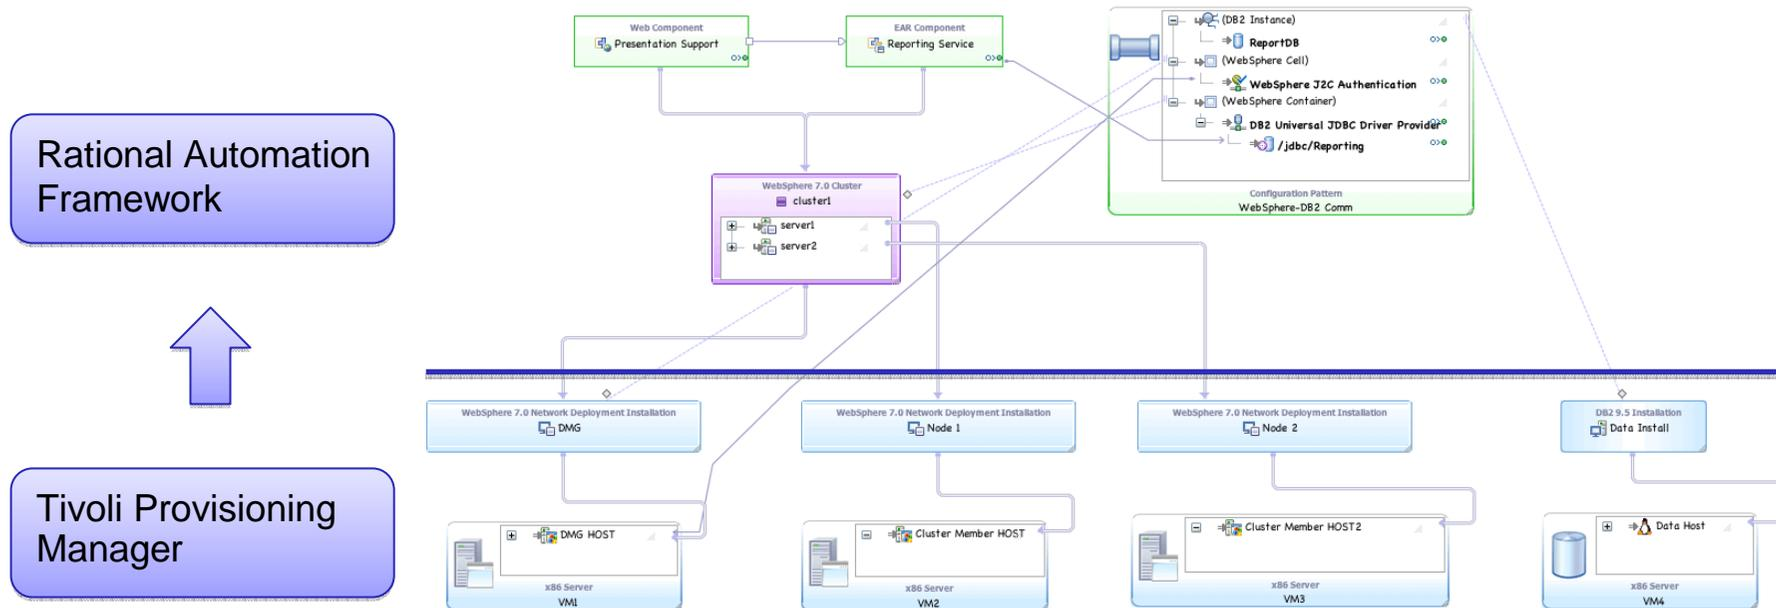 Web Component
Presentation Support
EAR Component
Reporting Service
(DB2 Instance)
ReportDB
(WebSphere Cell)
WebSphere J2C Authentication
(WebSphere Container)
DB2 Universal JDBC Driver Provider
/jdbc/Reporting
Configuration Pattern
WebSphere-DB2 Comm
Rational Automation
Framework
WebSphere 7.0 Cluster
cluster1
server1
server2
WebSphere 7.0 Network Deployment Installation
DMG
WebSphere 7.0 Network Deployment Installation
Node 1
WebSphere 7.0 Network Deployment Installation
Node 2
DB2 9.5 Installation
Data Install
Tivoli Provisioning
Manager
DMG HOST
x86 Server
VM1
Cluster Member HOST
x86 Server
VM2
Cluster Member HOST2
x86 Server
VM3
Data Host
x86 Server
VM4